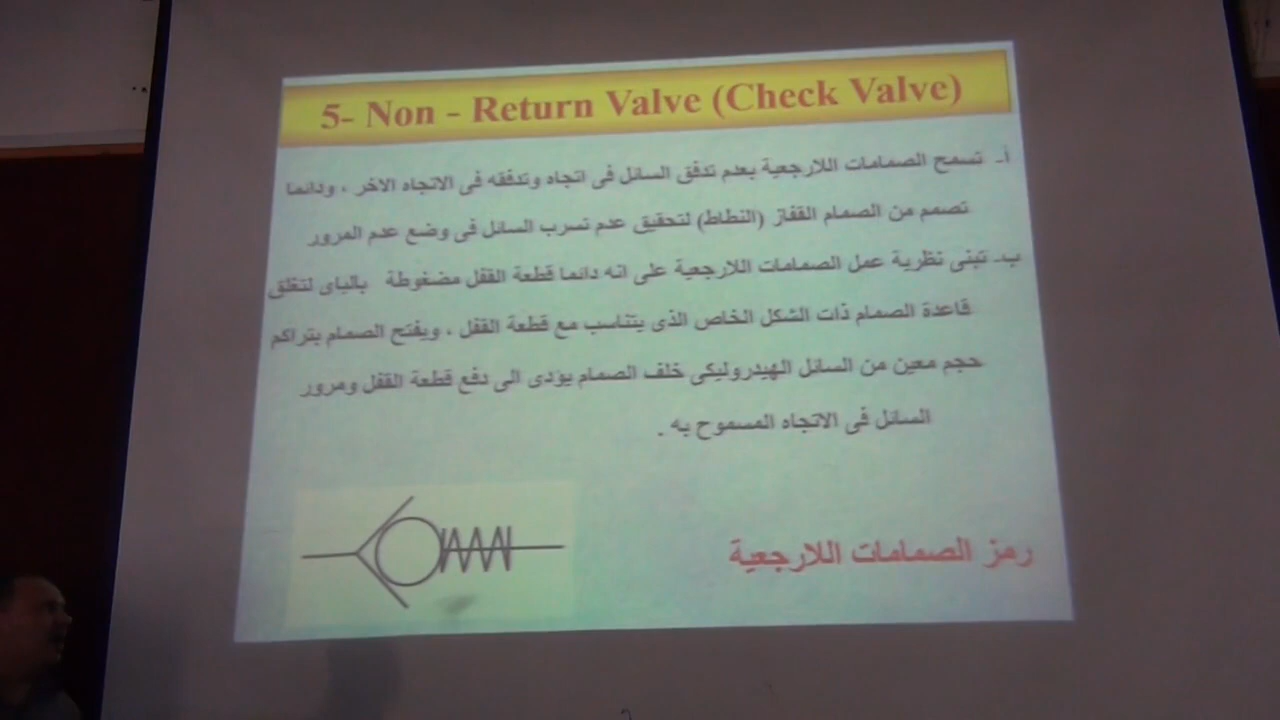 5- Non - Return Valve (Check Valve)
أ- تسمح الصمامات اللارجعية بعدم تدفق السائل فى اتجاه وتدفقه فى الاتجاه الاخر ، ودائما
تصمم من الصمام القفاز (النطاط) لتحقيق عدم تسرب السائل فى وضع عدم المرور
ب- تبنى نظرية عمل الصمامات اللارجعية على انه دائما قطعة القفل مضغوطة بالياى لتغلق
قاعدة الصمام ذات الشكل الخاص الذى يتناسب مع قطعة القفل ، ويفتح الصمام بتراكم
حجم معين من السائل الهيدروليكى خلف الصمام يؤدى الى دفع قطعة القفل ومرور
السائل فى الاتجاه المسموح به .
رمز الصمامات اللارجعية